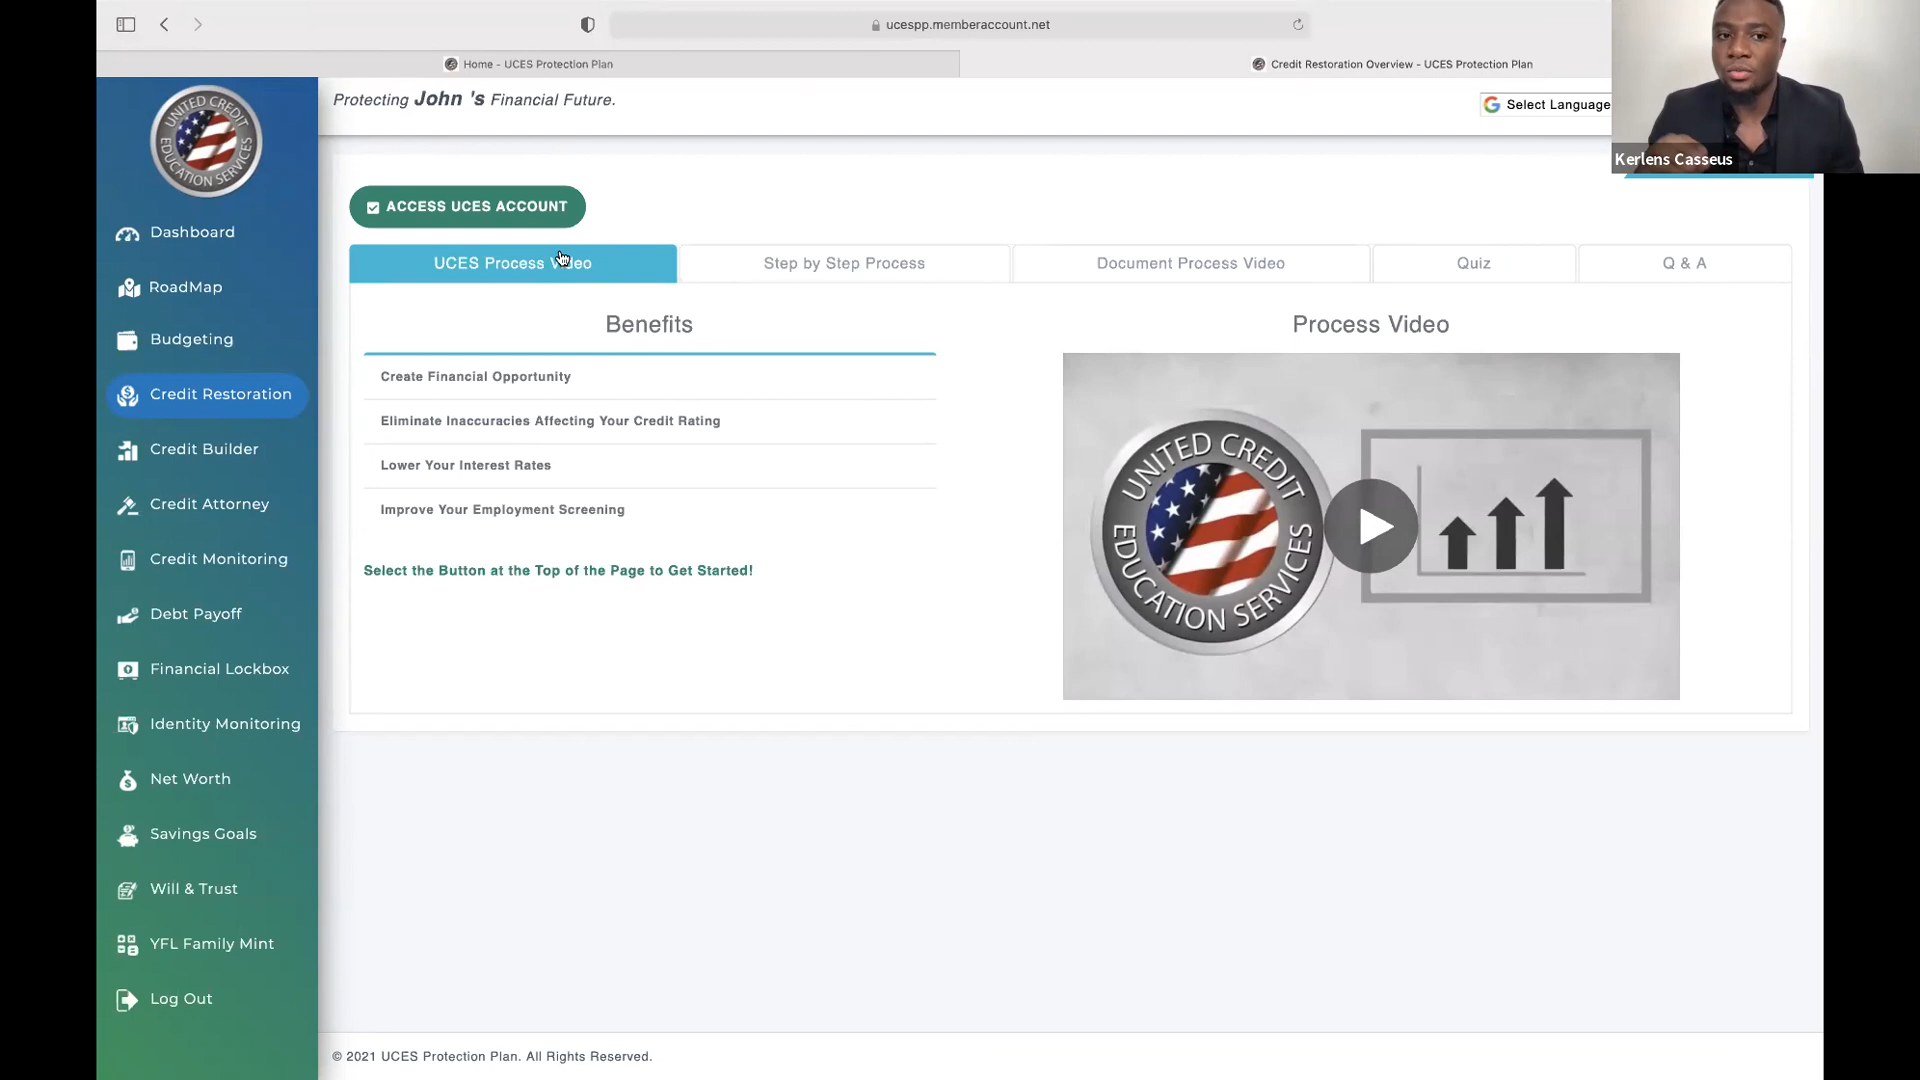 ucespp.memberaccount.net
Home - UCES Protection Plan
Credit Restoration Overview - UCES Protection Plan
Protecting John 's Financial Future.
Select Language
Kerlens Casseus
UNITED CREDIT EDUCATION SERVICES
Dashboard
RoadMap
Budgeting
Credit Restoration
Credit Builder
Credit Attorney
Credit Monitoring
Debt Payoff
Financial Lockbox
Identity Monitoring
Net Worth
Savings Goals
Will & Trust
YFL Family Mint
Log Out
ACCESS UCES ACCOUNT
UCES Process Video
Step by Step Process
Document Process Video
Quiz
Q & A
Benefits
Create Financial Opportunity
Eliminate Inaccuracies Affecting Your Credit Rating
Lower Your Interest Rates
Improve Your Employment Screening
Select the Button at the Top of the Page to Get Started!
Process Video
UNITED CREDIT
EDUCATION SERVICES
© 2021 UCES Protection Plan. All Rights Reserved.